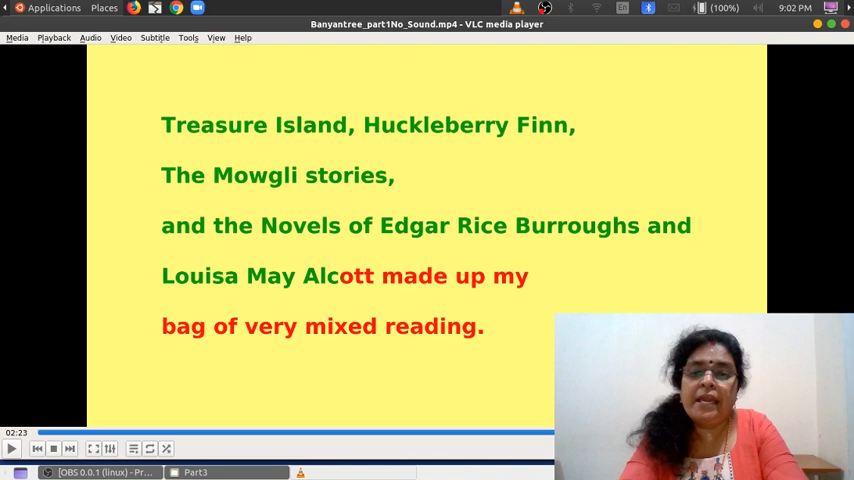 Applications Places En (100%) 9:02 PM
Banyantree_part1No_Sound.mp4 - VLC media player
Media Playback Audio Video Subtitle Tools View Help
Treasure Island, Huckleberry Finn,
The Mowgli stories,
and the Novels of Edgar Rice Burroughs and
Louisa May Alcott made up my
bag of very mixed reading.
02:23
[OBS 0.0.1 (linux) - Pr... Part3